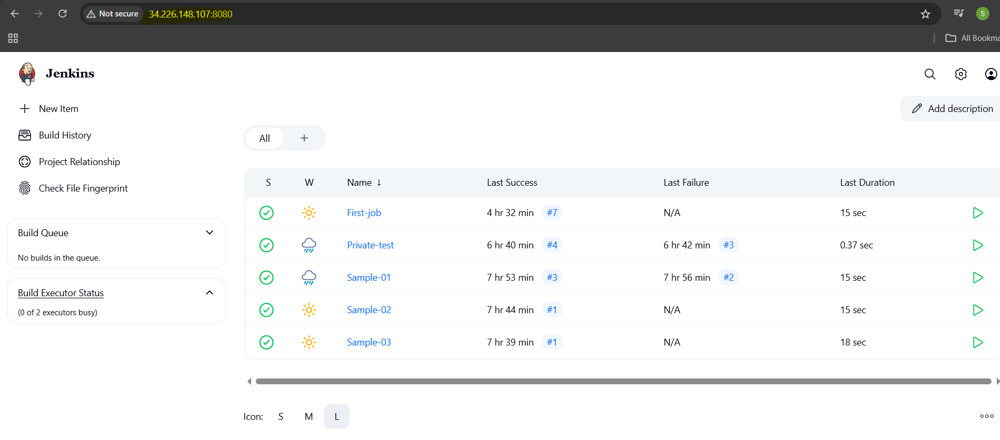 Not secure 34.226.148.107:8080
S
All Bookma
Jenkins
New Item
Add description
Build History
All +
Project Relationship
Check File Fingerprint
S W Name ↓ Last Success Last Failure Last Duration
First-job 4 hr 32 min #7 N/A 15 sec
Build Queue
Private-test 6 hr 40 min #4 6 hr 42 min #3 0.37 sec
No builds in the queue.
Sample-01 7 hr 53 min #3 7 hr 56 min #2 15 sec
Build Executor Status
(0 of 2 executors busy)
Sample-02 7 hr 44 min #1 N/A 15 sec
Sample-03 7 hr 39 min #1 N/A 18 sec
Icon: S M L